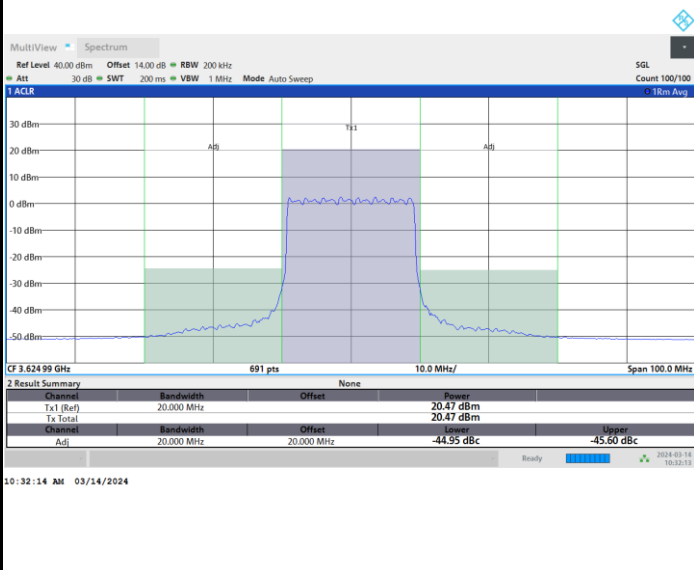 MultiView Spectrum
Ref Level 40.00 dBm Offset 14.00 dB RBW 200 kHz SGL
Att 30 dB SWT 200 ms VBW 1 MHz Mode Auto Sweep Count 100/100
1 ACLR 1Rm Avg
30 dBm
Tx1
Adj Adj
20 dBm
10 dBm
0 dBm
-10 dBm
-20 dBm
-30 dBm
-40 dBm
-50 dBm
CF 3.624 99 GHz 691 pts 10.0 MHz/ Span 100.0 MHz
2 Result Summary None
Channel Bandwidth Offset Power
Tx1 (Ref) 20.000 MHz 20.47 dBm
Tx Total 20.47 dBm
Channel Bandwidth Offset Lower Upper
Adj 20.000 MHz 20.000 MHz -44.95 dBc -45.60 dBc
Ready 2024-03-14
10:32:13
10:32:14 AM 03/14/2024